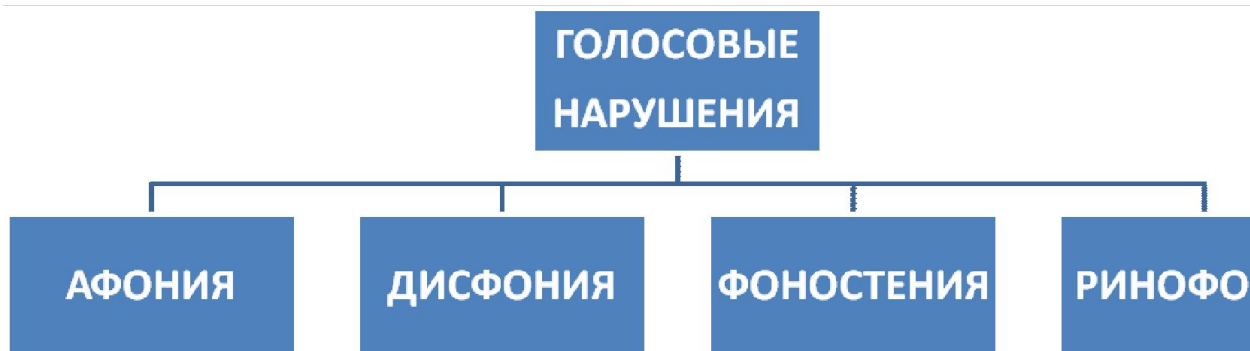 ГОЛОСОВЫЕ
НАРУШЕНИЯ
АФОНИЯ
ДИСФОНИЯ
ФОНОСТЕНИЯ
РИНОФО